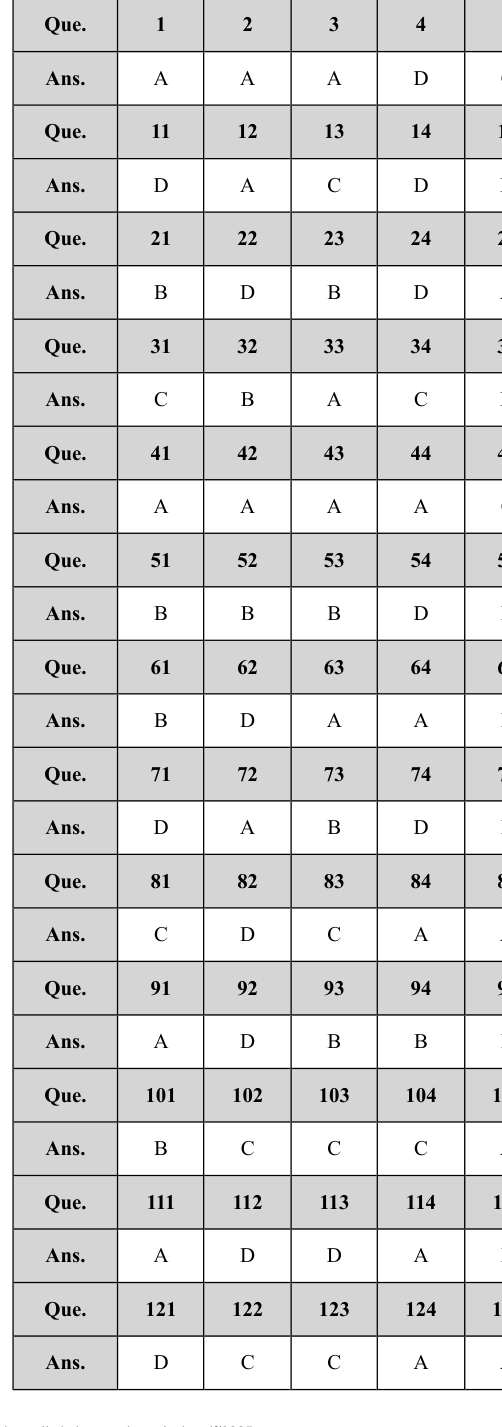 Que. 1 2 3 4
Ans. A A A D
Que. 11 12 13 14
Ans. D A C D
Que. 21 22 23 24
Ans. B D B D
Que. 31 32 33 34
Ans. C B A C
Que. 41 42 43 44
Ans. A A A A
Que. 51 52 53 54
Ans. B B B D
Que. 61 62 63 64
Ans. B D A A
Que. 71 72 73 74
Ans. D A B D
Que. 81 82 83 84
Ans. C D C A
Que. 91 92 93 94
Ans. A D B B
Que. 101 102 103 104
Ans. B C C C
Que. 111 112 113 114
Ans. A D D A
Que. 121 122 123 124
Ans. D C C A